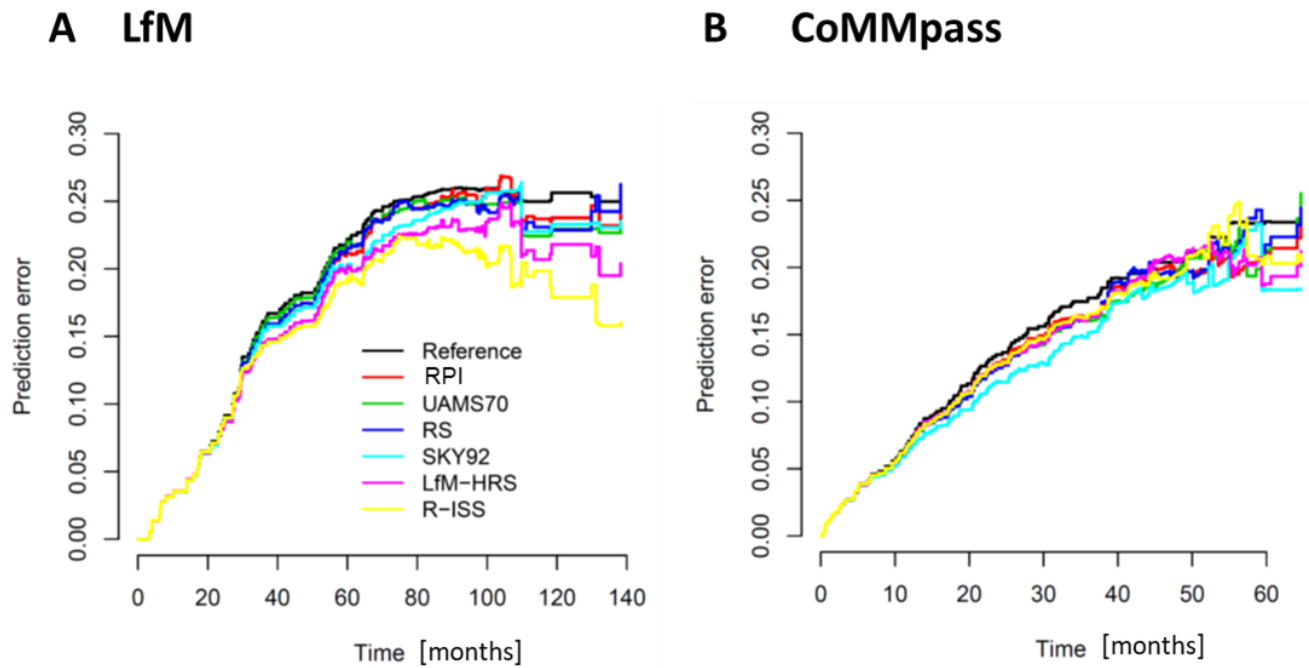 A LfM
B CoMMpass
Prediction error
0.00 0.05 0.10 0.15 0.20 0.25 0.30
Reference
RPI
UAMS70
RS
SKY92
LfM-HRS
R-ISS
0 20 40 60 80 100 120 140
Time [months]
Prediction error
0.00 0.05 0.10 0.15 0.20 0.25 0.30
0 10 20 30 40 50 60
Time [months]